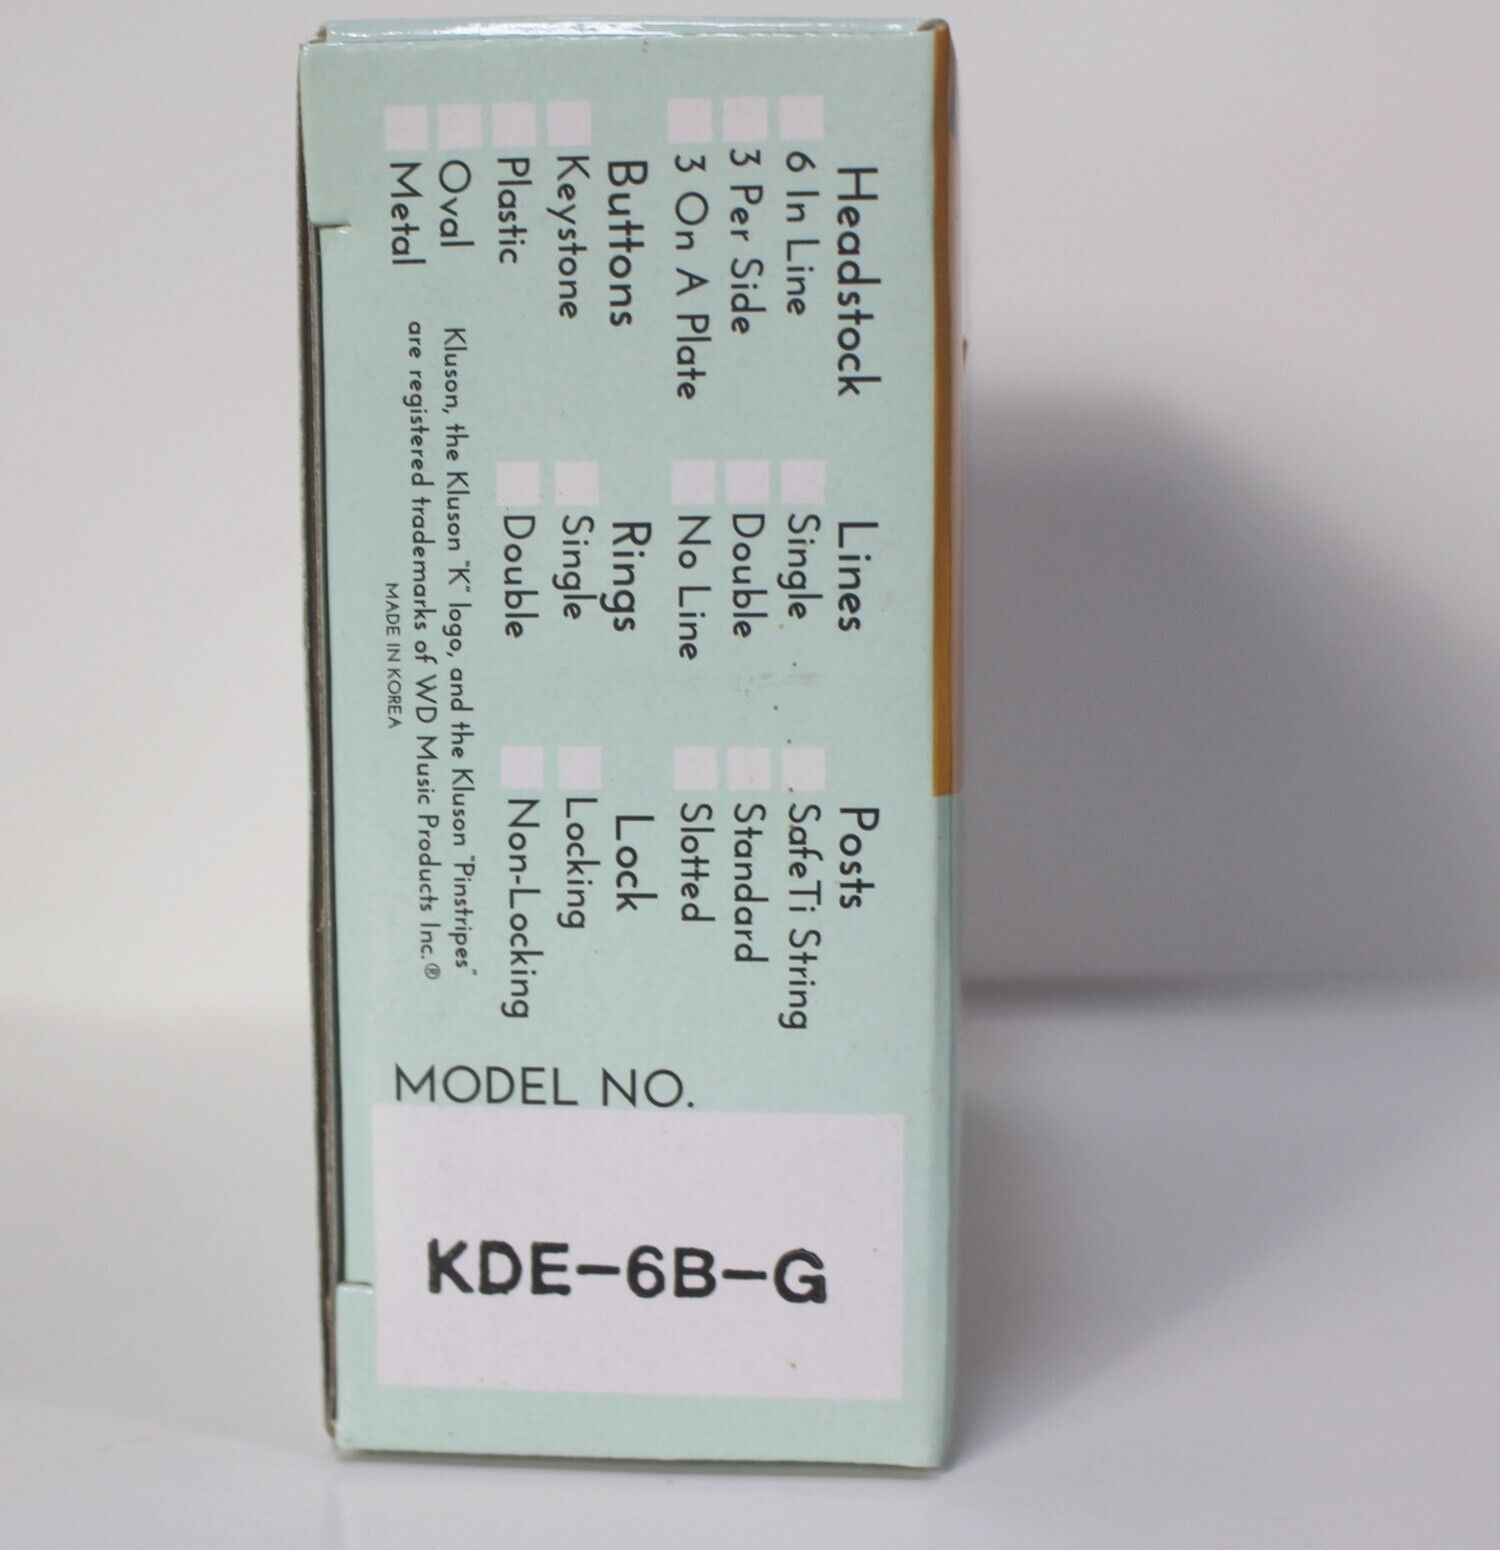 Headstock
6 In Line
3 Per Side
3 On A Plate
Buttons
Keystone
Plastic
Oval
Metal
Lines
Single
Double
No Line
Rings
Single
Double
Posts
SafeTi String
Standard
Slotted
Lock
Locking
Non-Locking
Kluson, the Kluson "K" logo, and the Kluson "Pinstripes"
are registered trademarks of WD Music Products Inc.®
MADE IN KOREA
MODEL NO.
KDE-6B-G